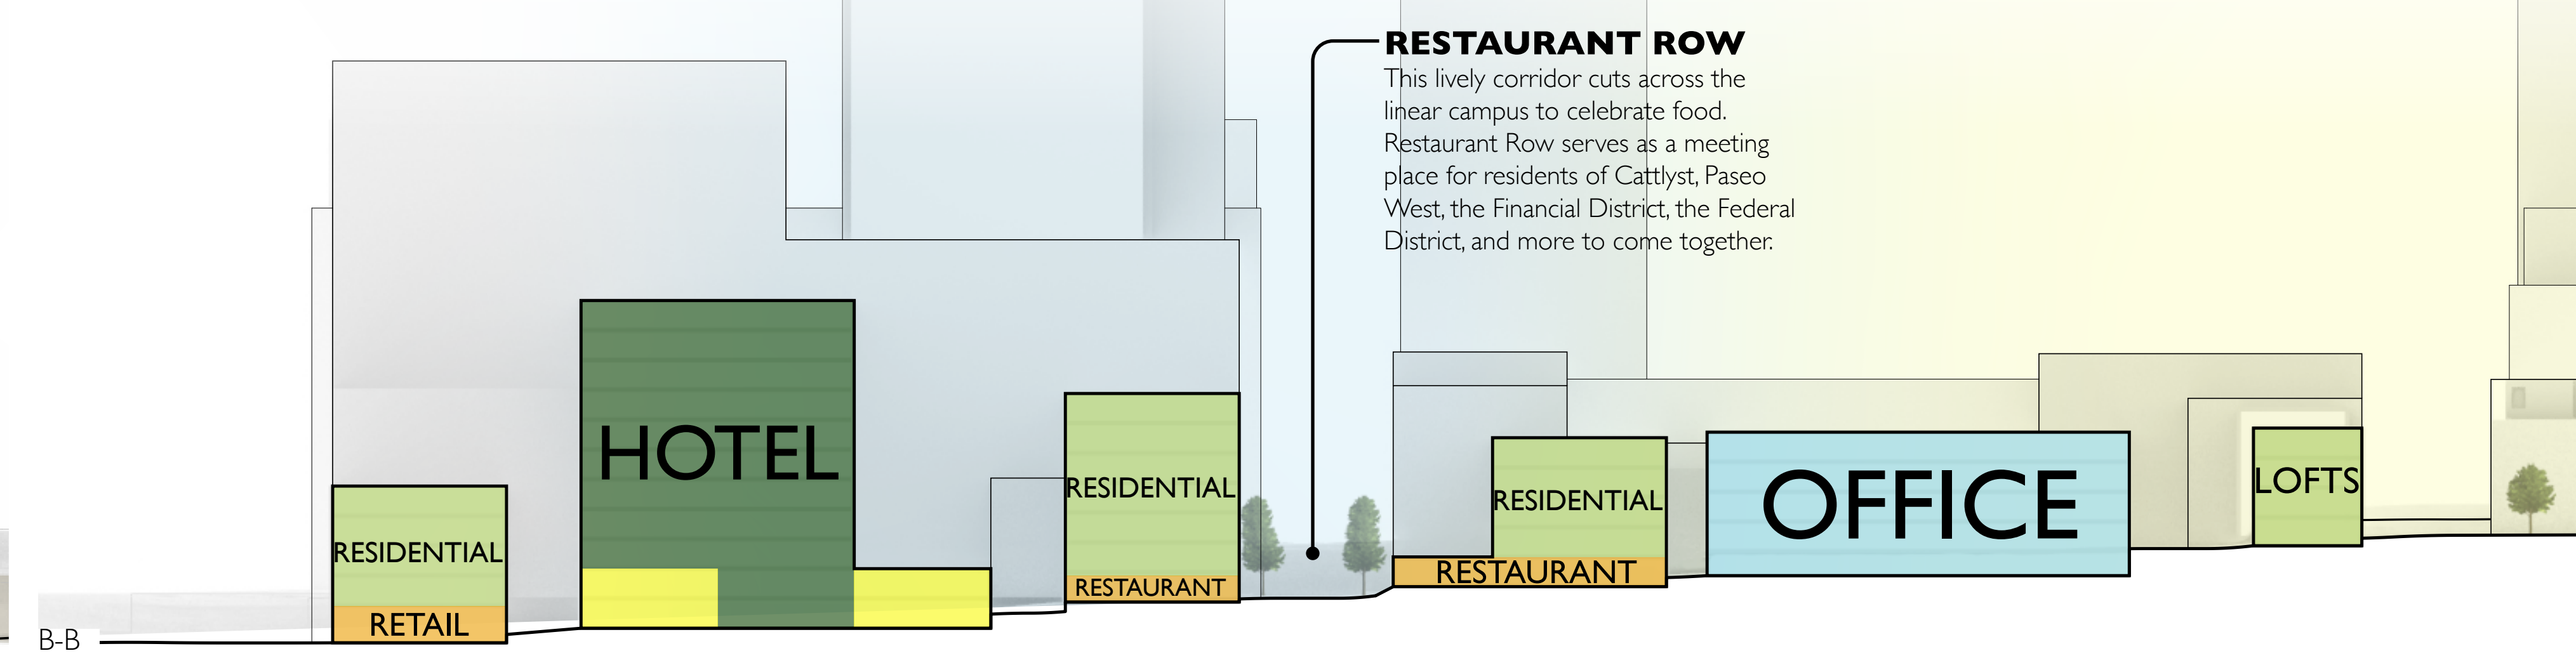 RESTAURANT ROW
This lively corridor cuts across the
linear campus to celebrate food.
Restaurant Row serves as a meeting
place for residents of Cattlyst, Paseo
West, the Financial District, the Federal
District, and more to come together.
HOTEL
RESIDENTIAL
RETAIL
RESIDENTIAL
RESTAURANT
RESIDENTIAL
RESTAURANT
OFFICE
LOFTS
B-B